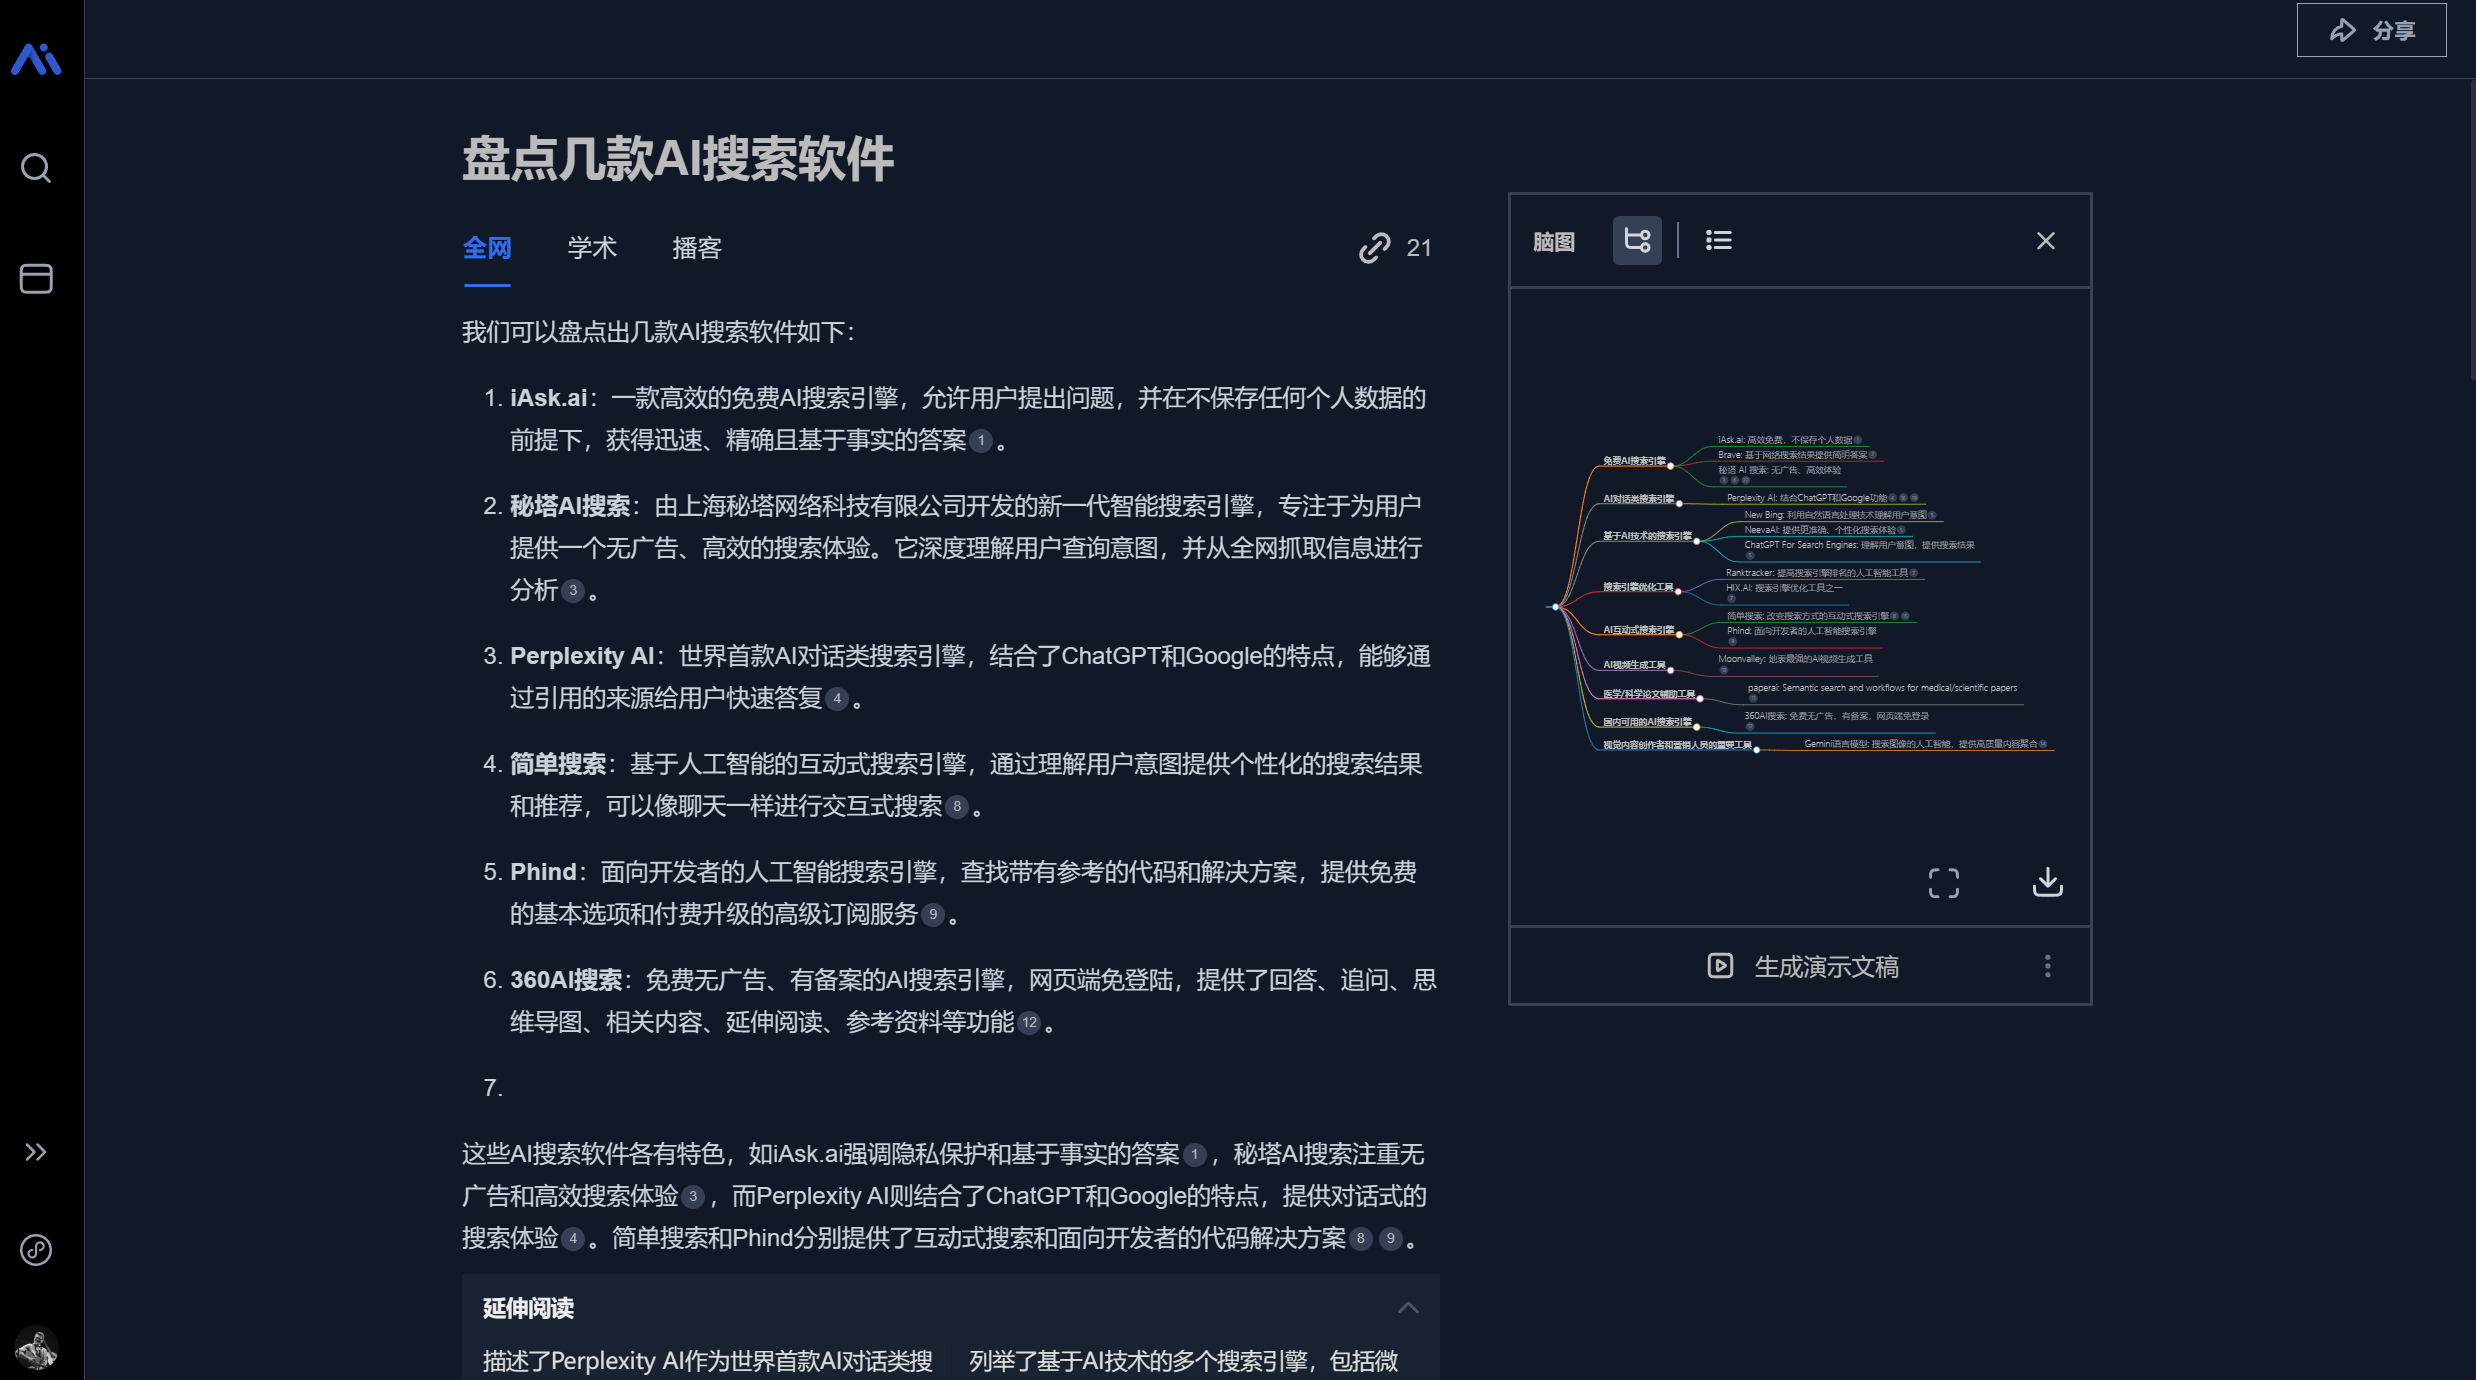 分享
盘点几款AI搜索软件
全网
学术
播客
21
我们可以盘点出几款AI搜索软件如下：
1. iAsk.ai：一款高效的免费AI搜索引擎，允许用户提出问题，并在不保存任何个人数据的
前提下，获得迅速、精确且基于事实的答案 1 。
2. 秘塔AI搜索：由上海秘塔网络科技有限公司开发的新一代智能搜索引擎，专注于为用户
提供一个无广告、高效的搜索体验。它深度理解用户查询意图，并从全网抓取信息进行
分析 3 。
3. Perplexity AI：世界首款AI对话类搜索引擎，结合了ChatGPT和Google的特点，能够通
过引用的来源给用户快速答复 4 。
4. 简单搜索：基于人工智能的互动式搜索引擎，通过理解用户意图提供个性化的搜索结果
和推荐，可以像聊天一样进行交互式搜索 8 。
5. Phind：面向开发者的人工智能搜索引擎，查找带有参考的代码和解决方案，提供免费
的基本选项和付费升级的高级订阅服务 9 。
6. 360AI搜索：免费无广告、有备案的AI搜索引擎，网页端免登陆，提供了回答、追问、思
维导图、相关内容、延伸阅读、参考资料等功能 12 。
7.
这些AI搜索软件各有特色，如iAsk.ai强调隐私保护和基于事实的答案 1 ，秘塔AI搜索注重无
广告和高效搜索体验 3 ，而Perplexity AI则结合了ChatGPT和Google的特点，提供对话式的
搜索体验 4 。简单搜索和Phind分别提供了互动式搜索和面向开发者的代码解决方案 8 9 。
延伸阅读
描述了Perplexity AI作为世界首款AI对话类搜
列举了基于AI技术的多个搜索引擎，包括微
脑图
免费AI搜索引擎
iAsk.ai: 高效免费，不保存个人数据
Brave: 基于网络搜索结果提供简明答案
秘塔 AI 搜索: 无广告、高效体验
AI对话类搜索引擎
Perplexity AI: 结合ChatGPT和Google功能
基于AI技术的搜索引擎
New Bing: 利用自然语言处理技术理解用户意图
NeevaAI: 提供更准确、个性化搜索体验
ChatGPT For Search Engines: 理解用户意图，提供搜索结果
搜索引擎优化工具
Ranktracker: 提高搜索引擎排名的人工智能工具
HIX.AI: 搜索引擎优化工具之一
AI互动式搜索引擎
简单搜索: 改变搜索方式的互动式搜索引擎
Phind: 面向开发者的人工智能搜索引擎
AI视频生成工具
Moonvalley: 地表最强的AI视频生成工具
医学/科学论文辅助工具
paperai: Semantic search and workflows for medical/scientific papers
国内可用的AI搜索引擎
360AI搜索: 免费无广告，有备案，网页端免登录
视觉内容创作者和营销人员的重要工具
Gemini语言模型: 搜索图像的人工智能，提供高质量内容聚合
生成演示文稿